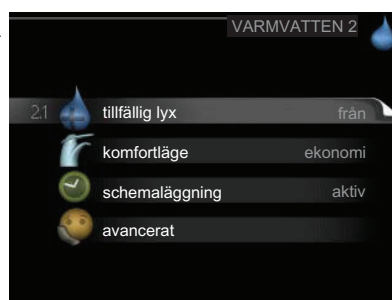 VARMVATTEN 2
2.1 tillfällig lyx från
komfortläge ekonomi
schemaläggning aktiv
avancerat